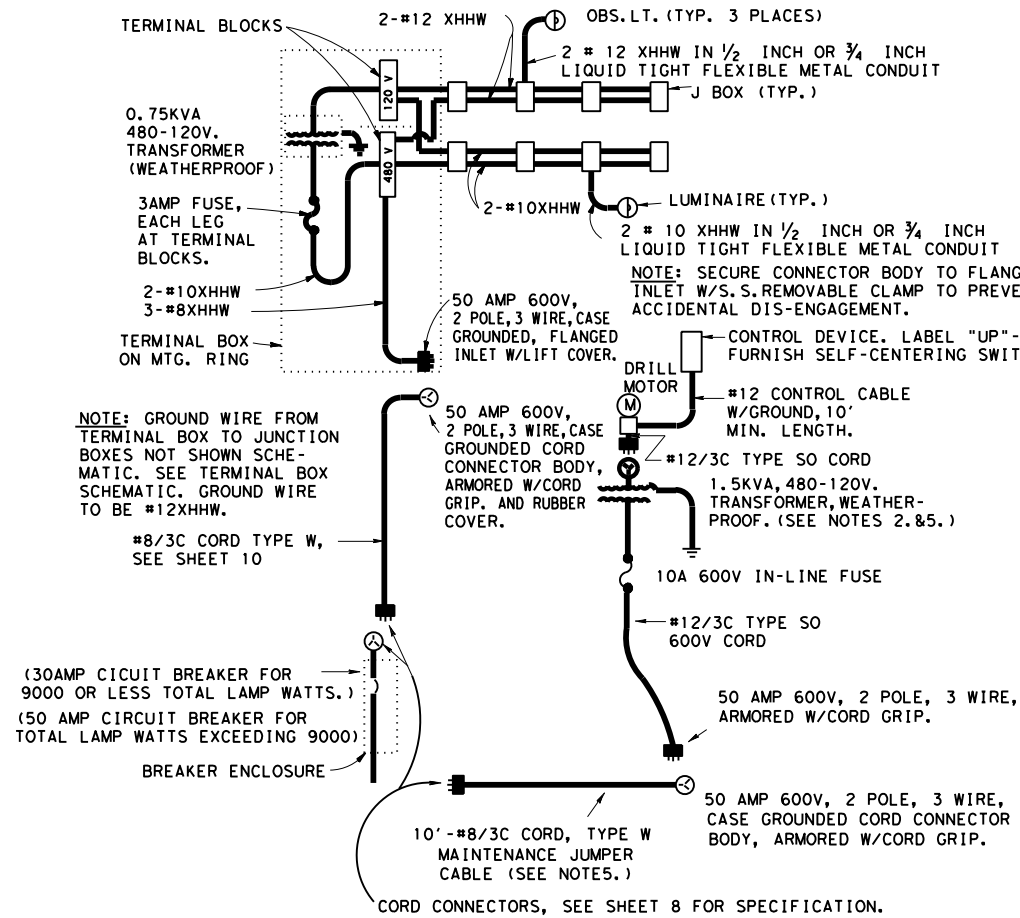 TERMINAL BLOCKS
2-#12 XHHW
OBS.LT.(TYP. 3 PLACES)
2 # 12 XHHW IN 1/2 INCH OR 3/4 INCH
LIQUID TIGHT FLEXIBLE METAL CONDUIT
J BOX (TYP.)
120 V
0.75KVA
480-120V.
TRANSFORMER
(WEATHERPROOF)
480 V
3AMP FUSE,
EACH LEG
AT TERMINAL
BLOCKS.
2-#10XHHW
LUMINAIRE(TYP.)
2 # 10 XHHW IN 1/2 INCH OR 3/4 INCH
LIQUID TIGHT FLEXIBLE METAL CONDUIT
NOTE: SECURE CONNECTOR BODY TO FLANG
INLET W/S.S.REMOVABLE CLAMP TO PREVE
ACCIDENTAL DIS-ENGAGEMENT.
2-#10XHHW
3-#8XHHW
TERMINAL BOX
ON MTG. RING
50 AMP 600V,
2 POLE,3 WIRE,CASE
GROUNDED, FLANGED
INLET W/LIFT COVER.
CONTROL DEVICE. LABEL "UP"-
FURNISH SELF-CENTERING SWIT
DRILL
MOTOR
M
#12 CONTROL CABLE
W/GROUND,10'
MIN. LENGTH.
NOTE: GROUND WIRE FROM
TERMINAL BOX TO JUNCTION
BOXES NOT SHOWN SCHE-
MATIC. SEE TERMINAL BOX
SCHEMATIC. GROUND WIRE
TO BE #12XHHW.
50 AMP 600V,
2 POLE,3 WIRE,CASE
GROUNDED CORD
CONNECTOR BODY,
ARMORED W/CORD
GRIP. AND RUBBER
COVER.
#12/3C TYPE SO CORD
1.5KVA,480-120V.
TRANSFORMER,WEATHER-
PROOF.(SEE NOTES 2.&5.)
#8/3C CORD TYPE W,
SEE SHEET 10
10A 600V IN-LINE FUSE
#12/3C TYPE SO
600V CORD
(30AMP CICUIT BREAKER FOR
9000 OR LESS TOTAL LAMP WATTS.)
(50 AMP CIRCUIT BREAKER FOR
TOTAL LAMP WATTS EXCEEDING 9000)
BREAKER ENCLOSURE
50 AMP 600V, 2 POLE, 3 WIRE,
ARMORED W/CORD GRIP.
10'-#8/3C CORD, TYPE W
MAINTENANCE JUMPER
CABLE (SEE NOTE5.)
50 AMP 600V, 2 POLE, 3 WIRE,
CASE GROUNDED CORD CONNECTOR
BODY, ARMORED W/CORD GRIP.
CORD CONNECTORS, SEE SHEET 8 FOR SPECIFICATION.